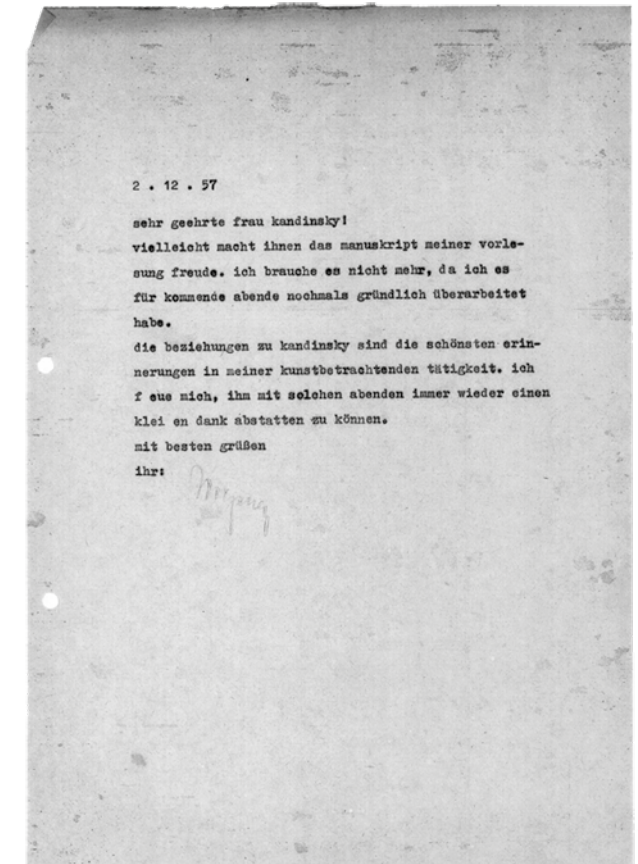 2 . 12 . 57
sehr geehrte frau kandinsky!
vielleicht macht ihnen das manuskript meiner vorle-
sung freude. ich brauche es nicht mehr, da ich es
für kommende abende nochmals gründlich überarbeitet
habe.
die beziehungen zu kandinsky sind die schönsten erin-
nerungen in meiner kunstbetrachtenden tätigkeit. ich
f eue mich, ihm mit solchen abenden immer wieder einen
klei en dank abstatten zu können.
mit besten grüßen
ihr: